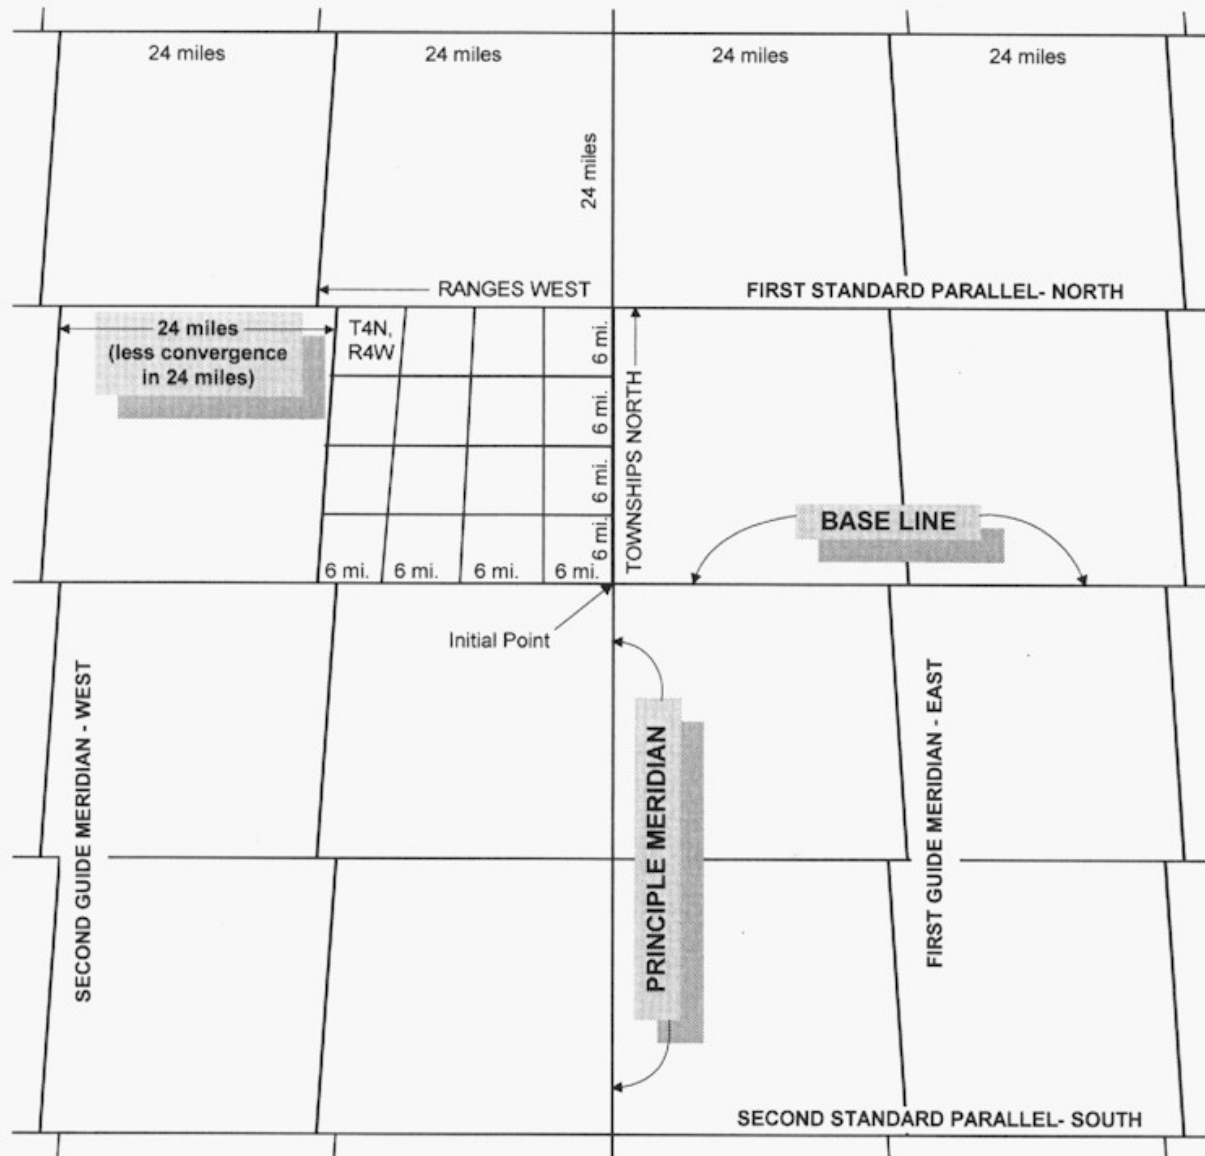 24 miles
24 miles
24 miles
24 miles
24 miles
RANGES WEST
FIRST STANDARD PARALLEL- NORTH
24 miles
(less convergence
in 24 miles)
T4N,
R4W
6 mi.
6 mi.
6 mi.
6 mi.
TOWNSHIPS NORTH
BASE LINE
6 mi.
6 mi.
6 mi.
6 mi.
Initial Point
SECOND GUIDE MERIDIAN - WEST
PRINCIPLE MERIDIAN
FIRST GUIDE MERIDIAN - EAST
SECOND STANDARD PARALLEL- SOUTH